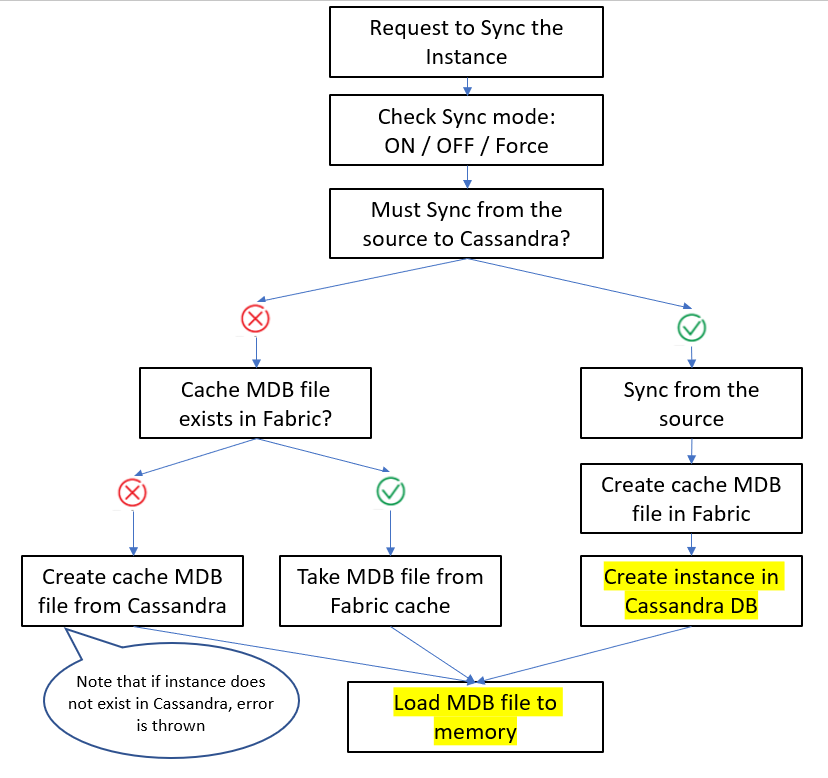 Request to Sync the
Instance
Check Sync mode:
ON / OFF / Force
Must Sync from the
source to Cassandra?
Cache MDB file
exists in Fabric?
Sync from the
source
Create cache MDB
file in Fabric
Create cache MDB
file from Cassandra
Take MDB file from
Fabric cache
Create instance in
Cassandra DB
Note that if instance does
not exist in Cassandra, error
is thrown
Load MDB file to
memory